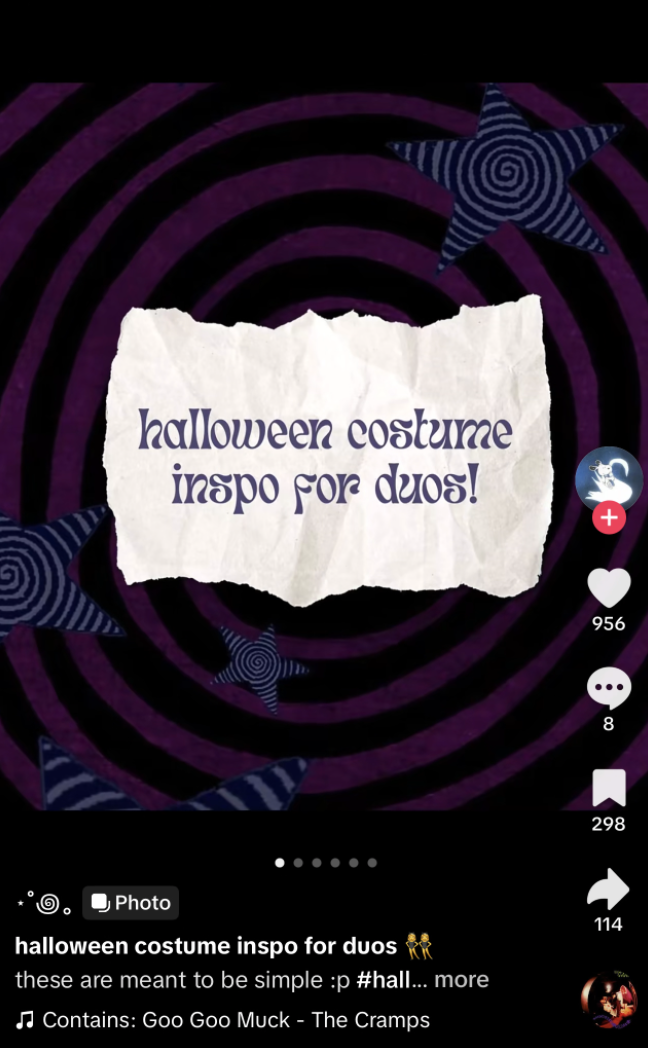 halloween costume
inspo for duos!
956
8
298
114
Photo
halloween costume inspo for duos 👯
these are meant to be simple :p #hall... more
Contains: Goo Goo Muck - The Cramps